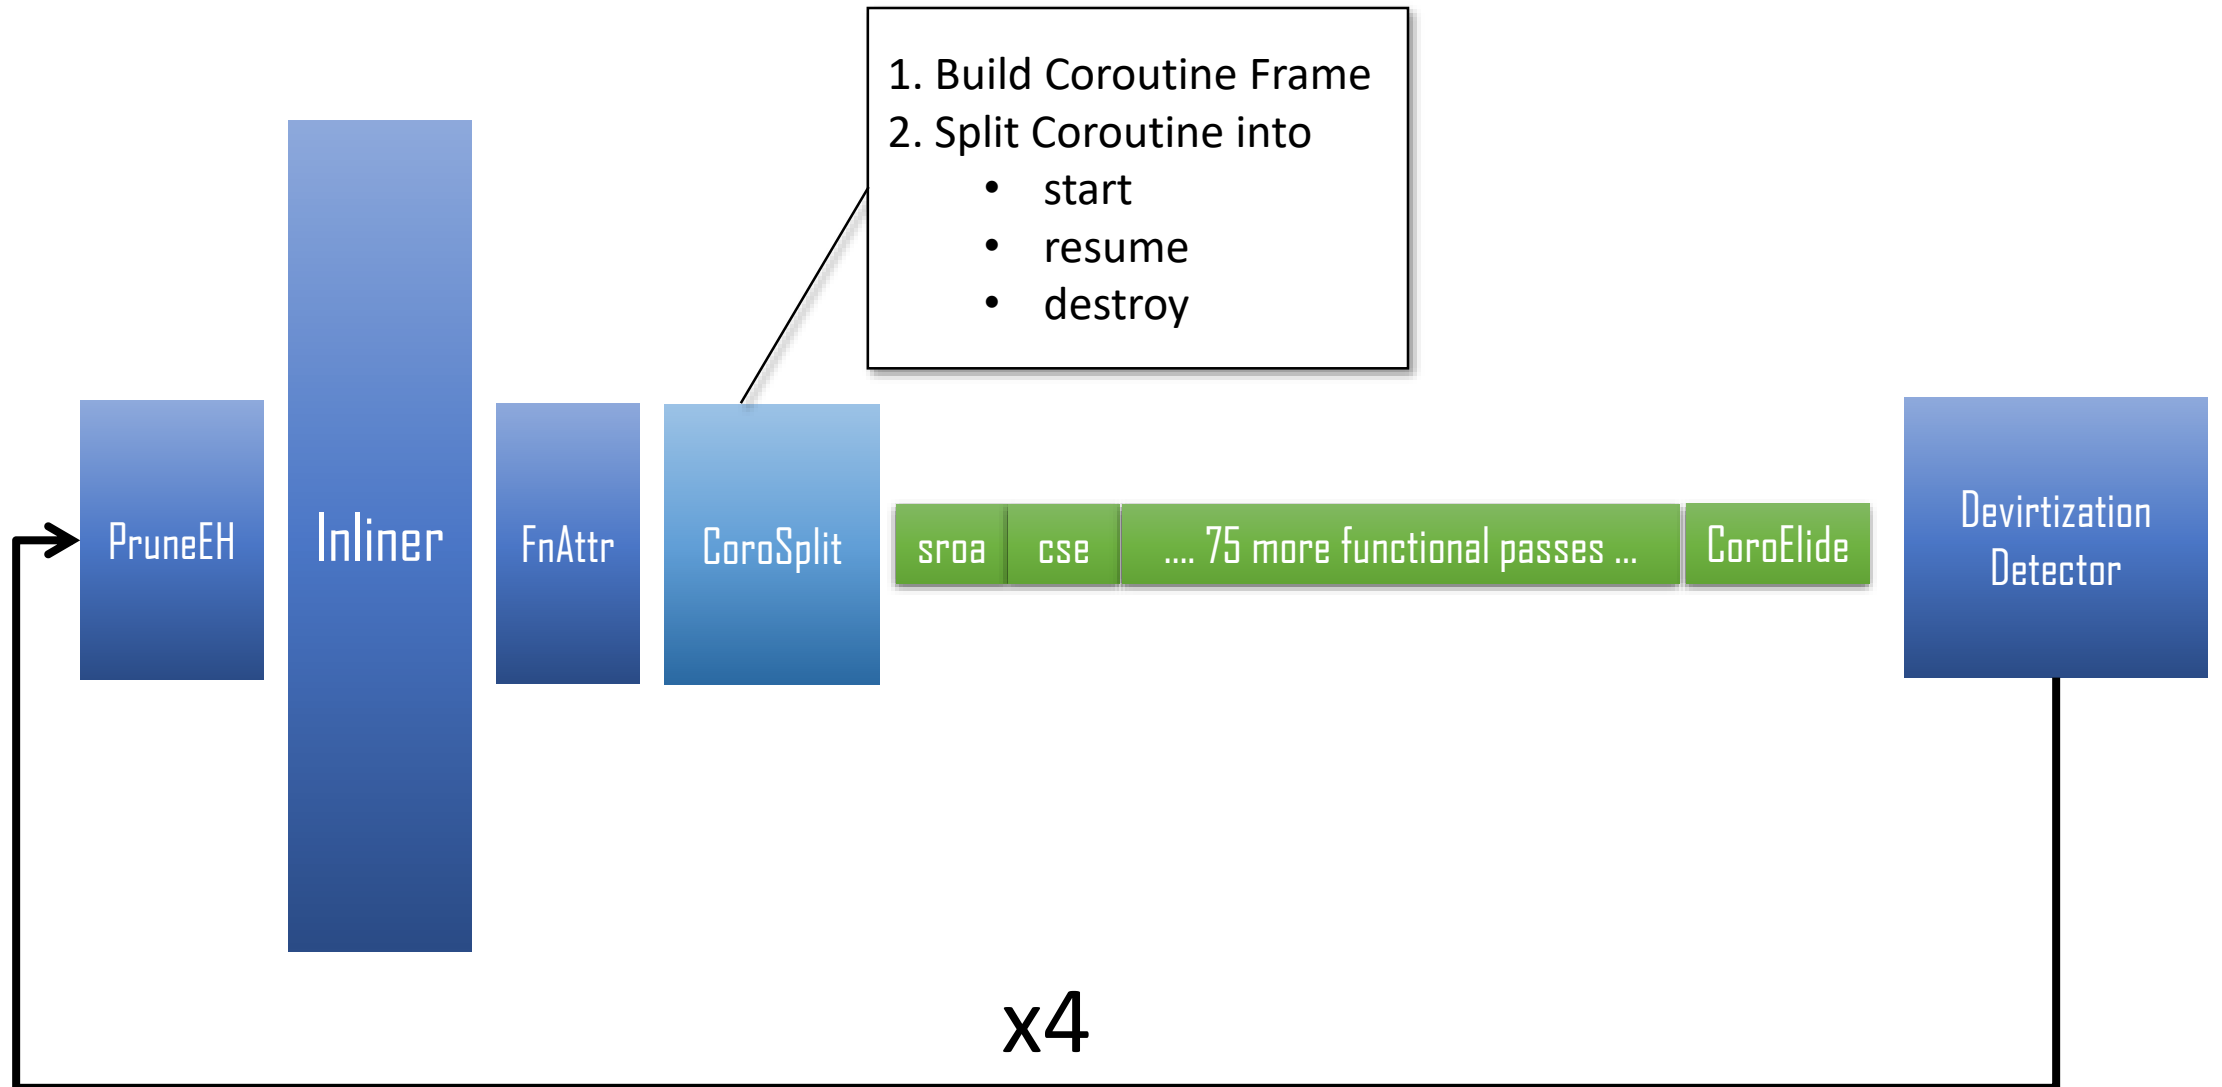 1. Build Coroutine Frame
2. Split Coroutine into
• start
• resume
• destroy
PruneEH
Inliner
FnAttr
CoroSplit
sroa
cse
.... 75 more functional passes ...
CoroElide
Devirtization
Detector
x4